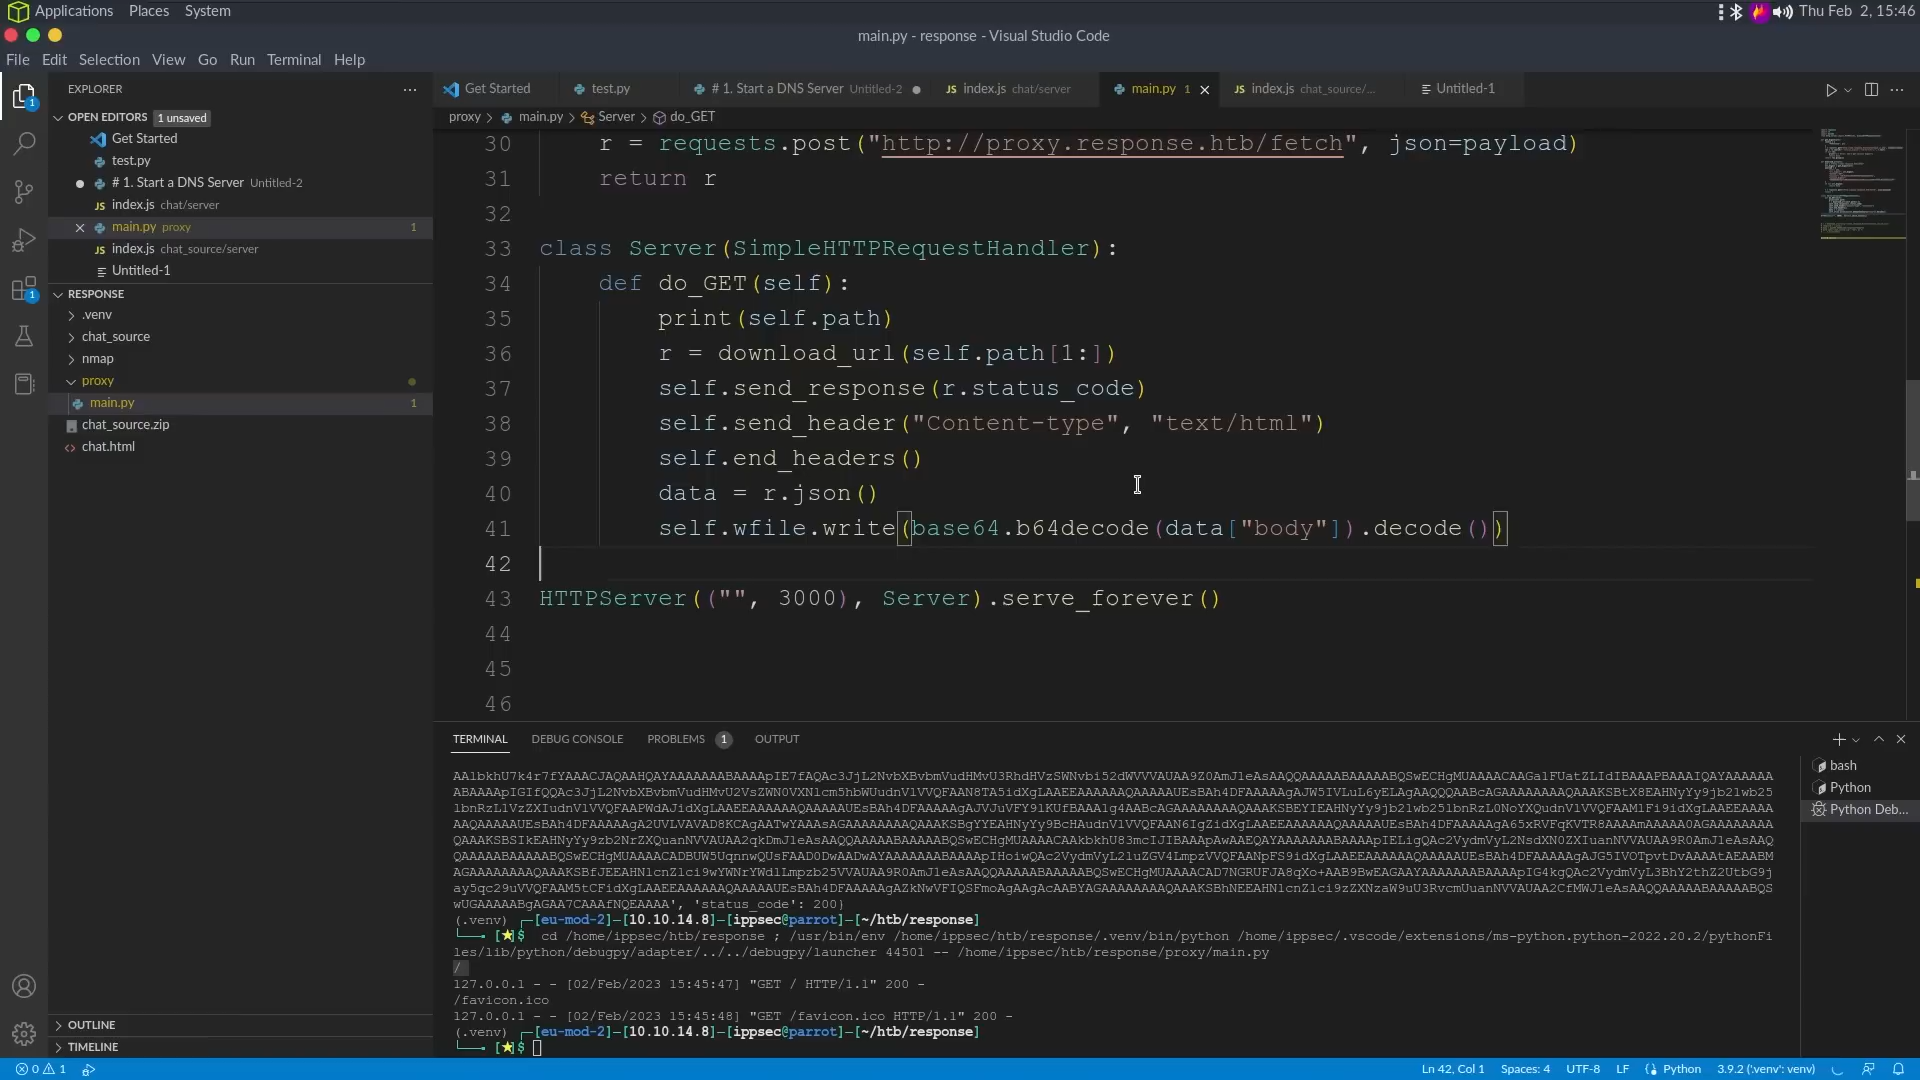 Applications Places System Thu Feb 2, 15:46
main.py - response - Visual Studio Code
File Edit Selection View Go Run Terminal Help
EXPLORER
OPEN EDITORS 1 unsaved
Get Started
test.py
# 1. Start a DNS Server Untitled-2
index.js chat/server
main.py proxy 1
index.js chat_source/server
Untitled-1
RESPONSE
.venv
chat_source
nmap
proxy
main.py 1
chat_source.zip
chat.html
OUTLINE
TIMELINE
Get Started test.py # 1. Start a DNS Server Untitled-2 index.js chat/server main.py 1 index.js chat_source/... Untitled-1
proxy > main.py > Server > do_GET
30 r = requests.post("http://proxy.response.htb/fetch", json=payload)
31 return r
32
33 class Server(SimpleHTTPRequestHandler):
34 def do_GET(self):
35 print(self.path)
36 r = download_url(self.path[1:])
37 self.send_response(r.status_code)
38 self.send_header("Content-type", "text/html")
39 self.end_headers()
40 data = r.json()
41 self.wfile.write(base64.b64decode(data["body"]).decode())
42
43 HTTPServer(("", 3000), Server).serve_forever()
44
45
46
TERMINAL DEBUG CONSOLE PROBLEMS 1 OUTPUT
bash
Python
Python Deb...
', 'status_code': 200}
(.venv) ┌─[eu-mod-2]─[10.10.14.8]─[ippsec@parrot]─[~/htb/response]
└──╼ [★]$ cd /home/ippsec/htb/response ; /usr/bin/env /home/ippsec/htb/response/.venv/bin/python /home/ippsec/.vscode/extensions/ms-python.python-2022.20.2/pythonFi
les/lib/python/debugpy/adapter/../../debugpy/launcher 44501 -- /home/ippsec/htb/response/proxy/main.py
/
127.0.0.1 - - [02/Feb/2023 15:45:47] "GET / HTTP/1.1" 200 -
/favicon.ico
127.0.0.1 - - [02/Feb/2023 15:45:48] "GET /favicon.ico HTTP/1.1" 200 -
(.venv) ┌─[eu-mod-2]─[10.10.14.8]─[ippsec@parrot]─[~/htb/response]
└──╼ [★]$
0 1 Ln 42, Col 1 Spaces: 4 UTF-8 LF Python 3.9.2 ('.venv': venv)